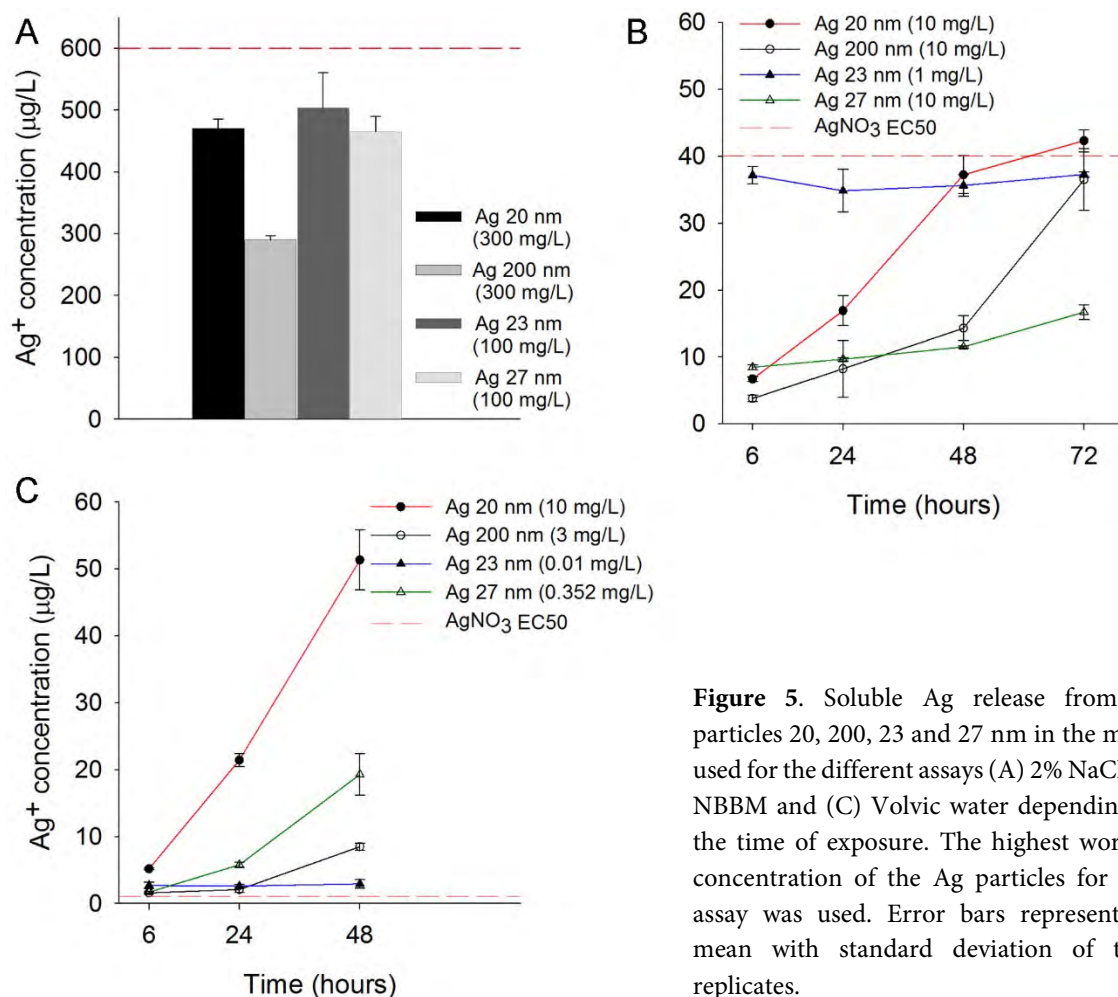 A
600
500
400
300
200
100
0
Ag+ concentration (µg/L)
Ag 20 nm
(300 mg/L)
Ag 200 nm
(300 mg/L)
Ag 23 nm
(100 mg/L)
Ag 27 nm
(100 mg/L)
B
60
50
40
30
20
10
0
Ag 20 nm (10 mg/L)
Ag 200 nm (10 mg/L)
Ag 23 nm (1 mg/L)
Ag 27 nm (10 mg/L)
AgNO3 EC50
6 24 48 72
Time (hours)
C
60
50
40
30
20
10
0
Ag+ concentration (µg/L)
Ag 20 nm (10 mg/L)
Ag 200 nm (3 mg/L)
Ag 23 nm (0.01 mg/L)
Ag 27 nm (0.352 mg/L)
AgNO3 EC50
6 24 48
Time (hours)
Figure 5. Soluble Ag release from
particles 20, 200, 23 and 27 nm in the
used for the different assays (A) 2% NaCl
NBBM and (C) Volvic water
the time of exposure. The highest
concentration of the Ag particles for
assay was used. Error bars represent
mean with standard deviation of
replicates.